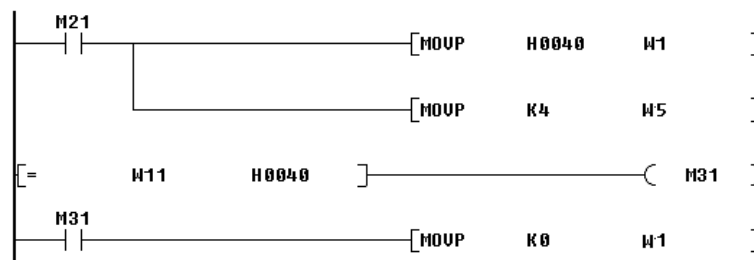 M21
[MOVP H0040 W1 ]
[MOVP K4 W5 ]
[= W11 H0040 ] ( M31 ]
M31
[MOVP K0 W1 ]